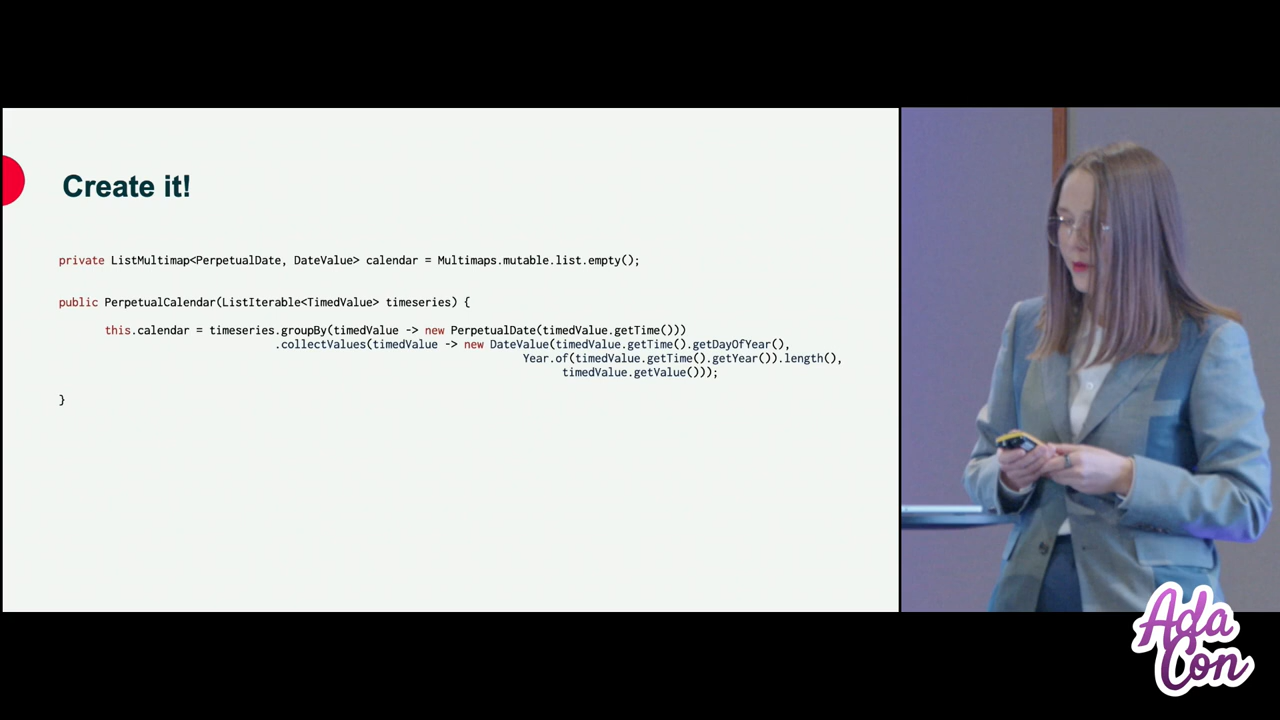 Create it!
private ListMultimap<PerpetualDate, DateValue> calendar = Multimaps.mutable.list.empty();
public PerpetualCalendar(ListIterable<TimedValue> timeseries) {
this.calendar = timeseries.groupBy(timedValue -> new PerpetualDate(timedValue.getTime()))
.collectValues(timedValue -> new DateValue(timedValue.getTime().getDayOfYear(),
Year.of(timedValue.getTime().getYear()).length(),
timedValue.getValue()));
}
Ada
Con